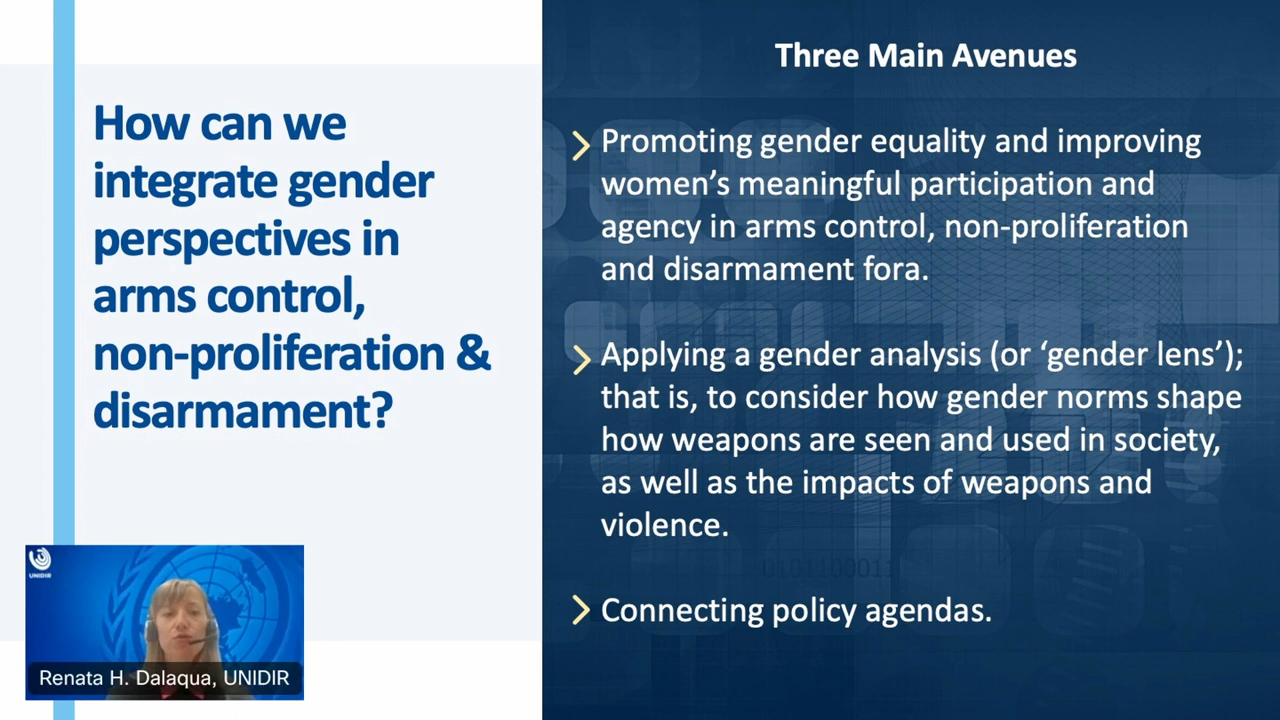 How can we
integrate gender
perspectives in
arms control,
non-proliferation &
disarmament?
Three Main Avenues
Promoting gender equality and improving
women's meaningful participation and
agency in arms control, non-proliferation
and disarmament fora.
Applying a gender analysis (or 'gender lens');
that is, to consider how gender norms shape
how weapons are seen and used in society,
as well as the impacts of weapons and
violence.
Connecting policy agendas.
UNIDIR
Renata H. Dalaqua, UNIDIR